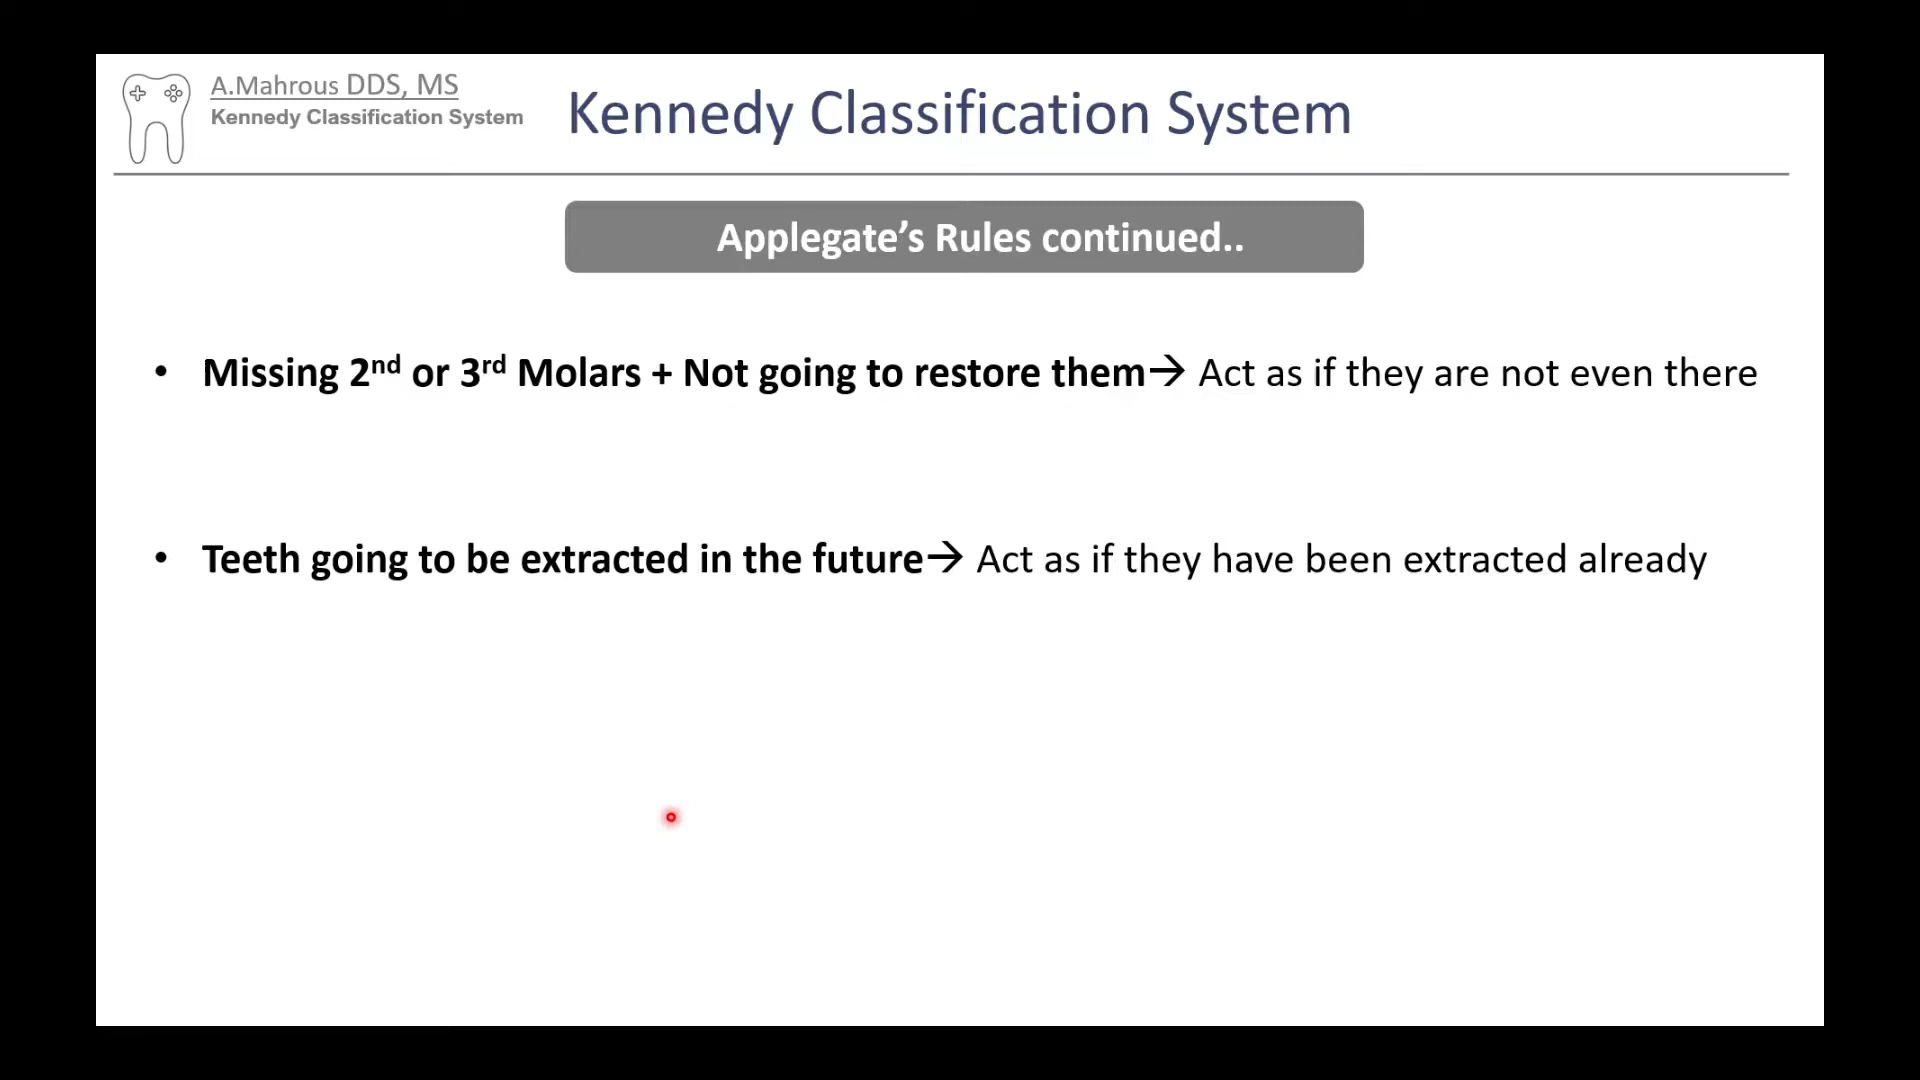 A.Mahrous DDS, MS
Kennedy Classification System
Kennedy Classification System
Applegate’s Rules continued..
• Missing 2nd or 3rd Molars + Not going to restore them→ Act as if they are not even there
• Teeth going to be extracted in the future→ Act as if they have been extracted already